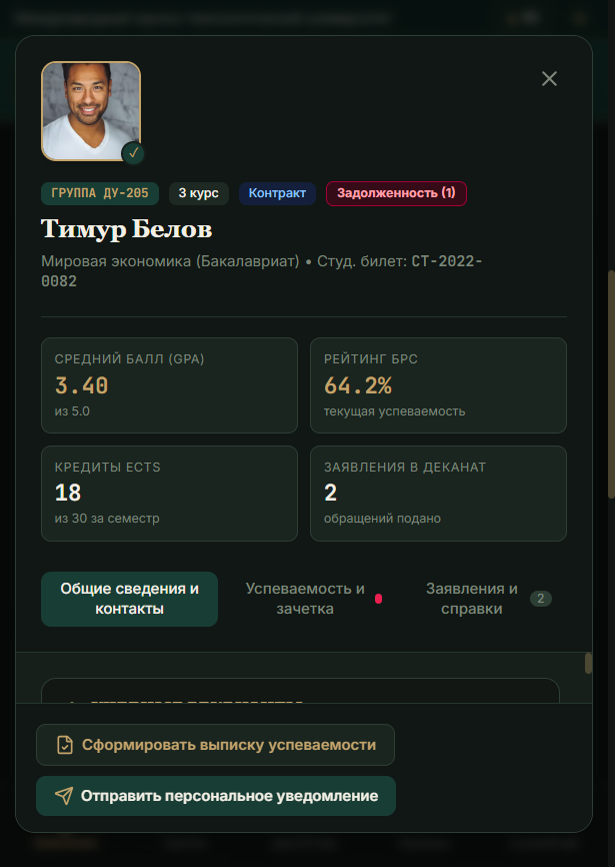 ГРУППА ДУ-205
3 курс
Контракт
Задолженность (1)
Тимур Белов
Мировая экономика (Бакалавриат) • Студ. билет: СТ-2022-
0082
СРЕДНИЙ БАЛЛ (GPA)
3.40
из 5.0
РЕЙТИНГ БРС
64.2%
текущая успеваемость
КРЕДИТЫ ECTS
18
из 30 за семестр
ЗАЯВЛЕНИЯ В ДЕКАНАТ
2
обращений подано
Общие сведения и
контакты
Успеваемость и
зачетка
Заявления и
справки
2
Сформировать выписку успеваемости
Отправить персональное уведомление